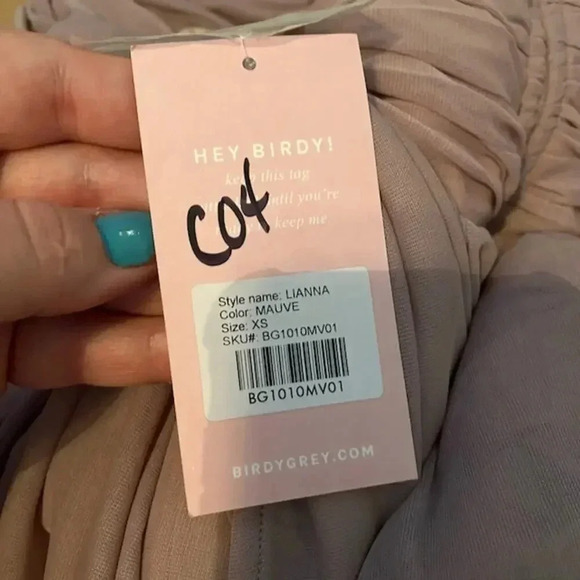 HEY BIRDY!
this tag
until you're
keep me
C04
Style name: LIANNA
Color: MAUVE
Size: XS
SKU#: BG1010MV01
BG1010MV01
BIRDYGREY.COM